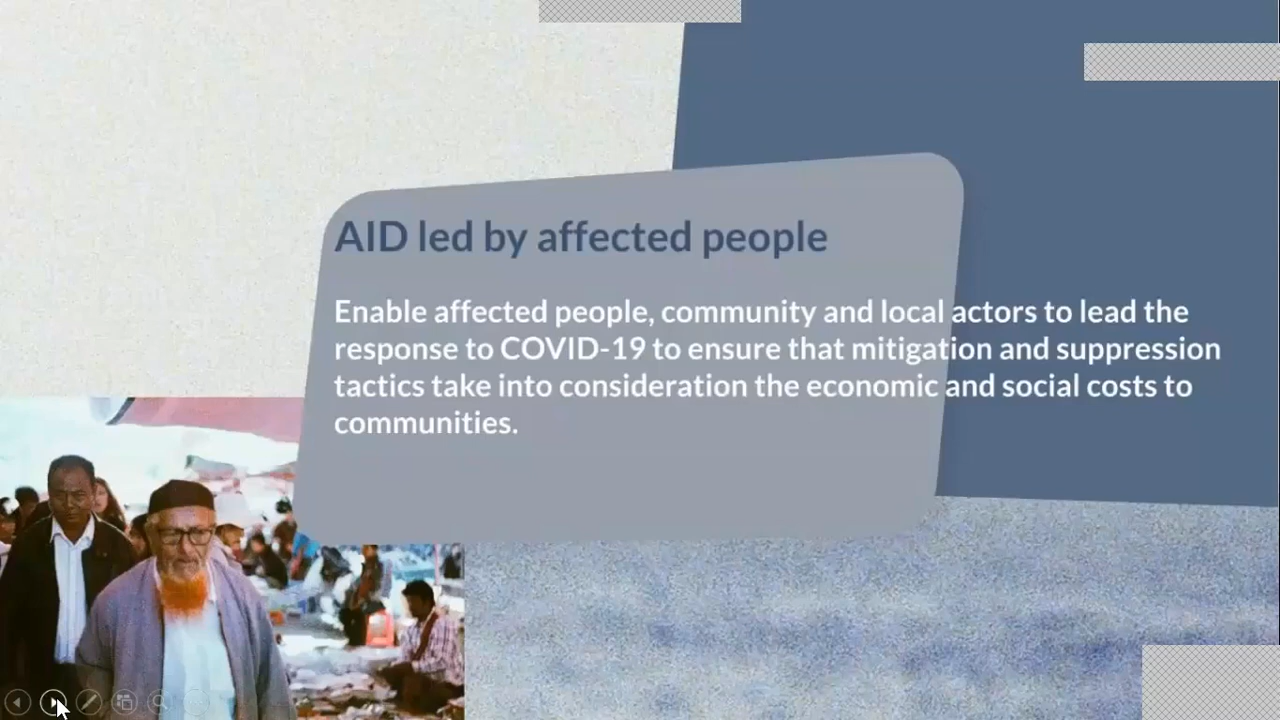 AID led by affected people
Enable affected people, community and local actors to lead the
response to COVID-19 to ensure that mitigation and suppression
tactics take into consideration the economic and social costs to
communities.